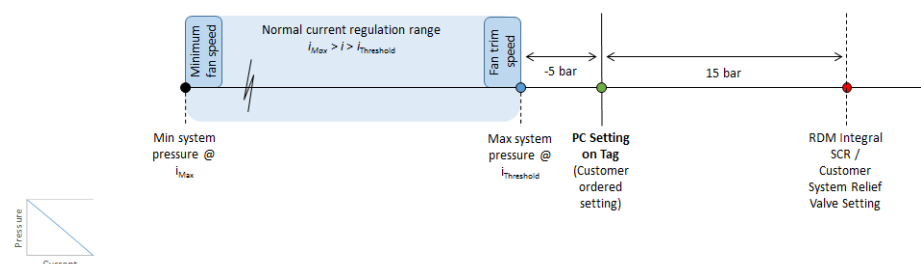 Minimum
fan speed
Normal current regulation range
iMax > i > iThreshold
Fan trim
speed
-5 bar
15 bar
Min system
pressure @
iMax
Max system
pressure @
iThreshold
PC Setting
on Tag
(Customer
ordered
setting)
RDM Integral
SCR /
Customer
System Relief
Valve Setting
Pressure
Current